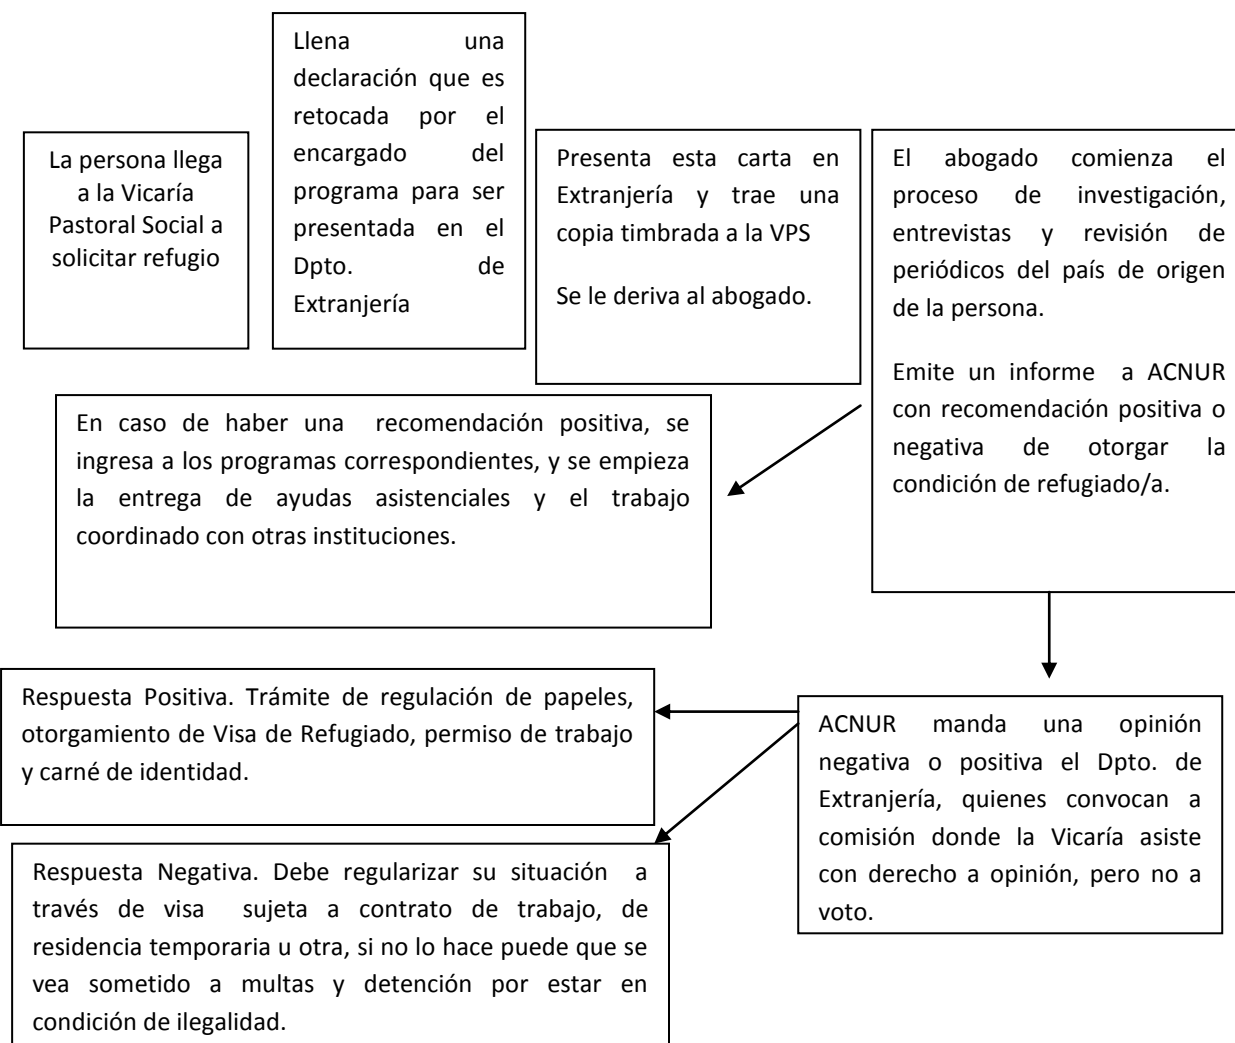 La persona llega
a la Vicaría
Pastoral Social a
solicitar refugio
Llena una
declaración que es
retocada por el
encargado del
programa para ser
presentada en el
Dpto. de
Extranjería
Presenta esta carta en
Extranjería y trae una
copia timbrada a la VPS
Se le deriva al abogado.
El abogado comienza el
proceso de investigación,
entrevistas y revisión de
periódicos del país de origen
de la persona.
Emite un informe a ACNUR
con recomendación positiva o
negativa de otorgar la
condición de refugiado/a.
En caso de haber una recomendación positiva, se
ingresa a los programas correspondientes, y se empieza
la entrega de ayudas asistenciales y el trabajo
coordinado con otras instituciones.
ACNUR manda una opinión
negativa o positiva el Dpto. de
Extranjería, quienes convocan a
comisión donde la Vicaría asiste
con derecho a opinión, pero no a
voto.
Respuesta Positiva. Trámite de regulación de papeles,
otorgamiento de Visa de Refugiado, permiso de trabajo
y carné de identidad.
Respuesta Negativa. Debe regularizar su situación a
través de visa sujeta a contrato de trabajo, de
residencia temporaria u otra, si no lo hace puede que se
vea sometido a multas y detención por estar en
condición de ilegalidad.